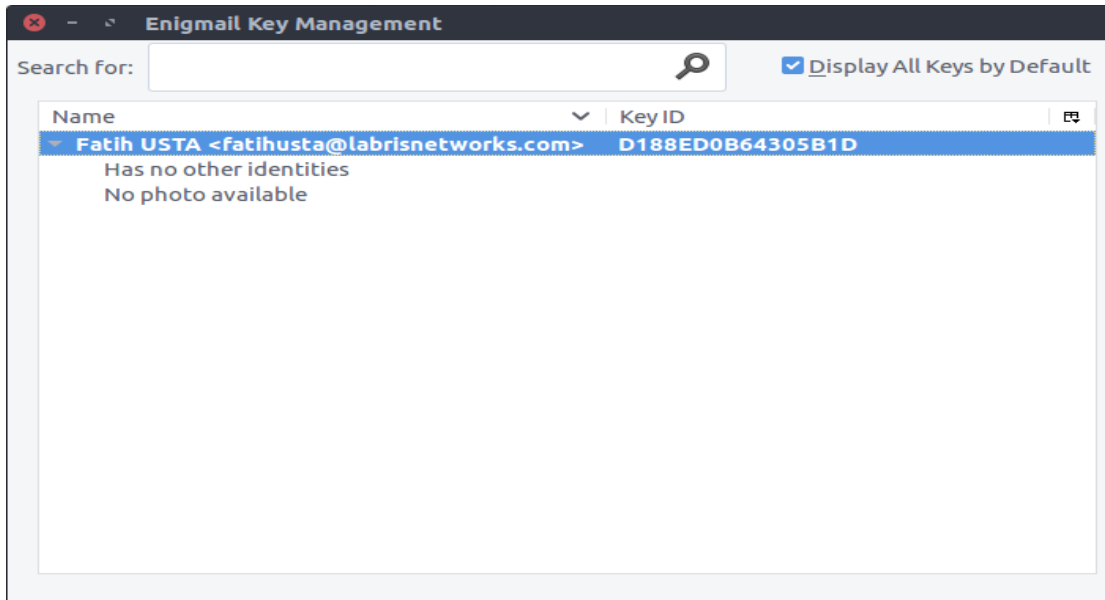 Enigmail Key Management
Search for:
Display All Keys by Default
Name Key ID
Fatih USTA <fatihusta@labrisnetworks.com> D188ED0B64305B1D
Has no other identities
No photo available